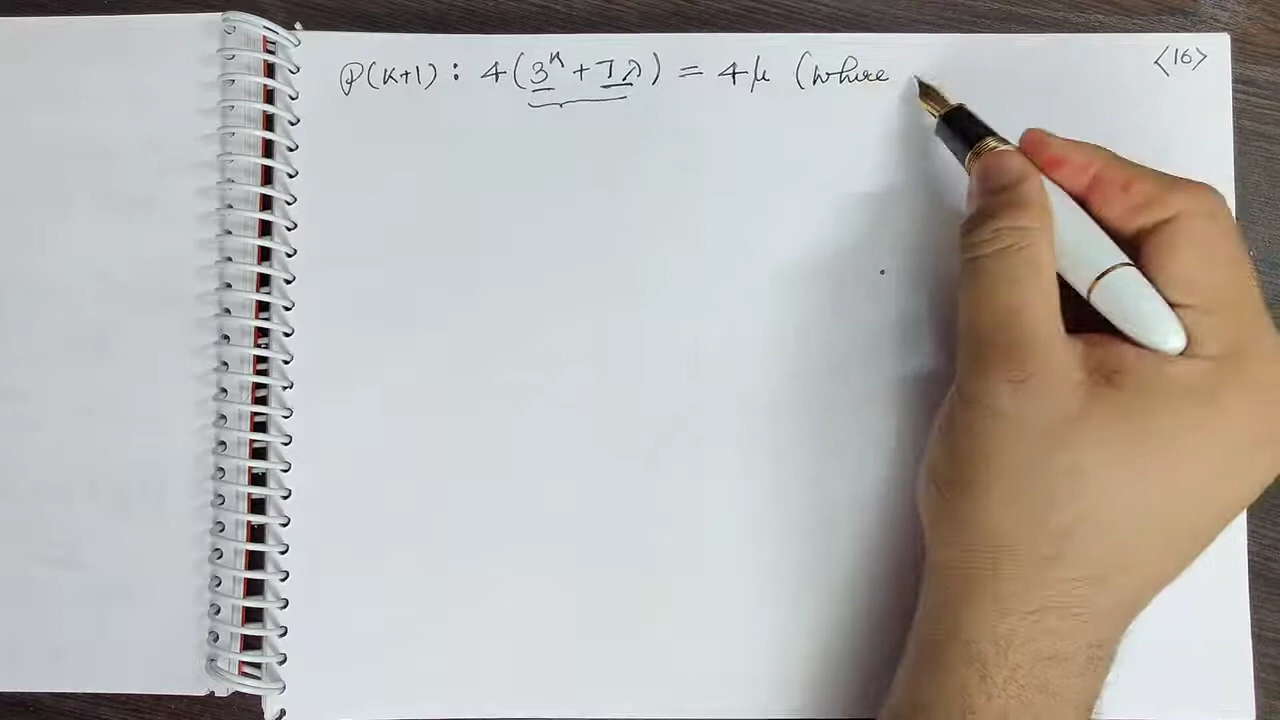 P(K+1) : 4(3^K + 7λ) = 4μ (where
<16>